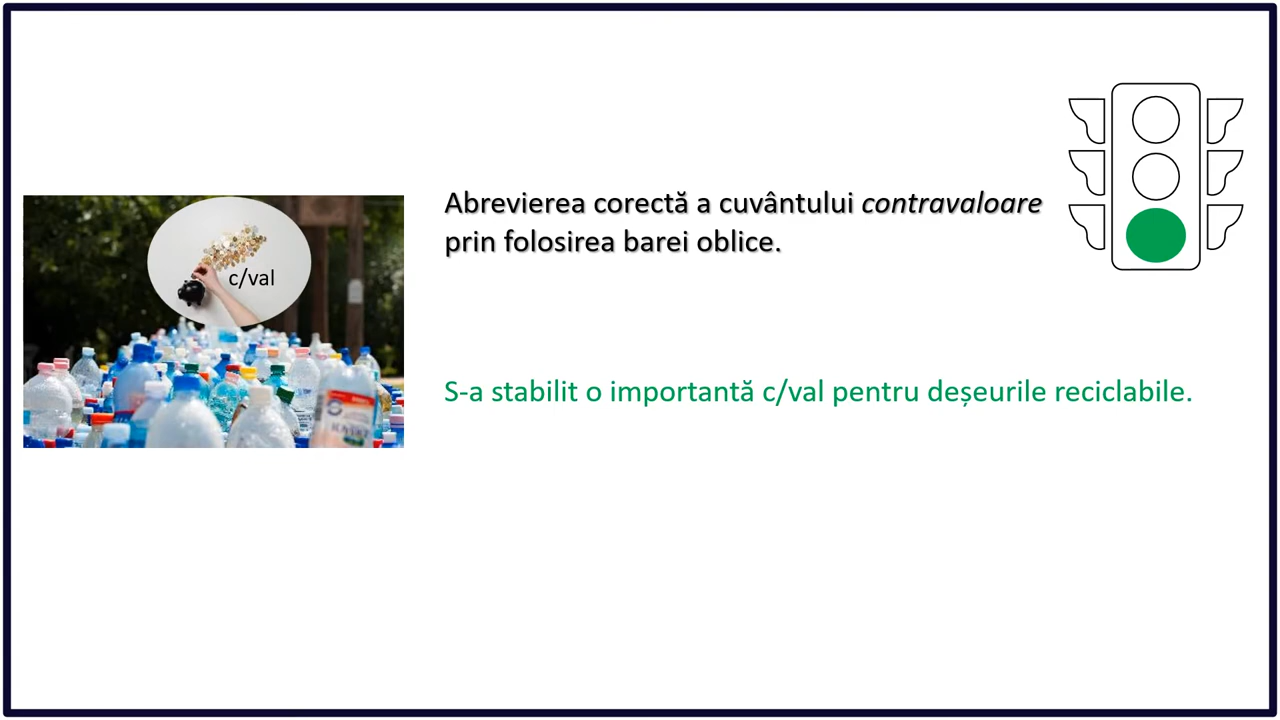 Abrevierea corectă a cuvântului contravaloare
prin folosirea barei oblice.
c/val
S-a stabilit o importantă c/val pentru deșeurile reciclabile.